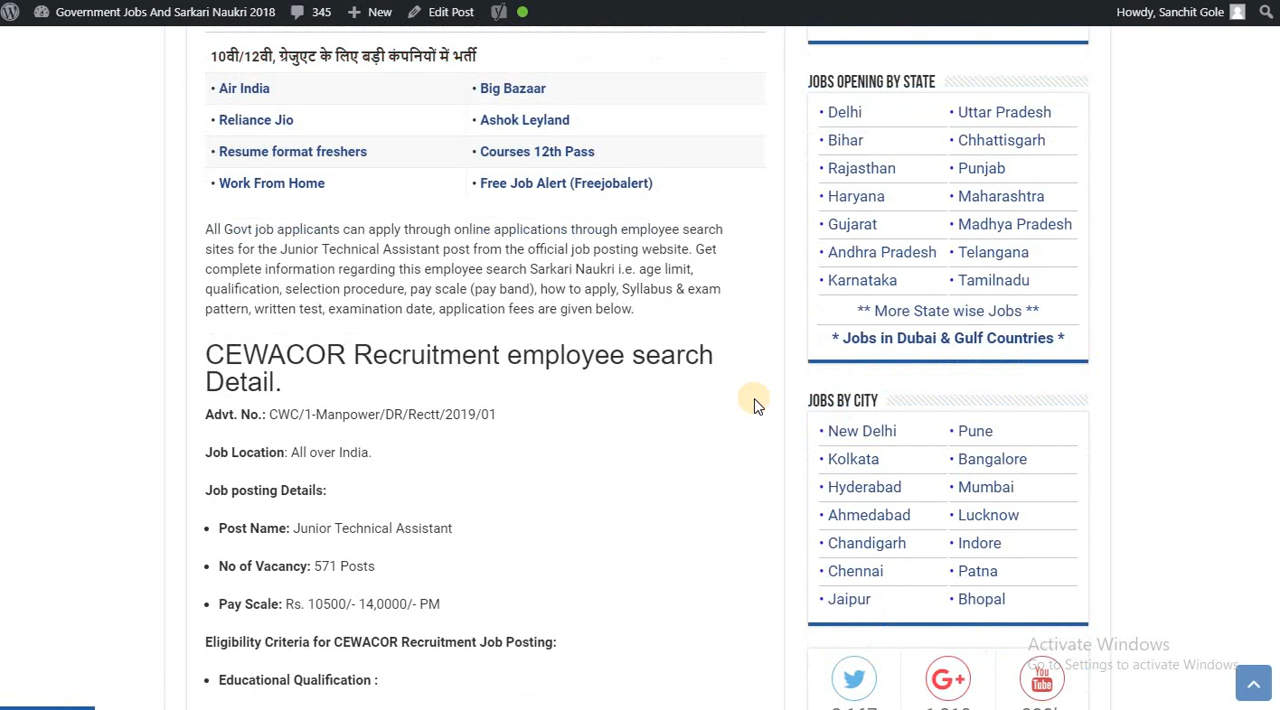 Government Jobs And Sarkari Naukri 2018 345 New Edit Post Howdy, Sanchit Gole
10वी/12वी, ग्रेजुएट के लिए बड़ी कंपनियों में भर्ती
• Air India • Big Bazaar
• Reliance Jio • Ashok Leyland
• Resume format freshers • Courses 12th Pass
• Work From Home • Free Job Alert (Freejobalert)
All Govt job applicants can apply through online applications through employee search
sites for the Junior Technical Assistant post from the official job posting website. Get
complete information regarding this employee search Sarkari Naukri i.e. age limit,
qualification, selection procedure, pay scale (pay band), how to apply, Syllabus & exam
pattern, written test, examination date, application fees are given below.
CEWACOR Recruitment employee search
Detail.
Advt. No.: CWC/1-Manpower/DR/Rectt/2019/01
Job Location: All over India.
Job posting Details:
• Post Name: Junior Technical Assistant
• No of Vacancy: 571 Posts
• Pay Scale: Rs. 10500/- 14,0000/- PM
Eligibility Criteria for CEWACOR Recruitment Job Posting:
• Educational Qualification :
JOBS OPENING BY STATE
• Delhi • Uttar Pradesh
• Bihar • Chhattisgarh
• Rajasthan • Punjab
• Haryana • Maharashtra
• Gujarat • Madhya Pradesh
• Andhra Pradesh • Telangana
• Karnataka • Tamilnadu
** More State wise Jobs **
* Jobs in Dubai & Gulf Countries *
JOBS BY CITY
• New Delhi • Pune
• Kolkata • Bangalore
• Hyderabad • Mumbai
• Ahmedabad • Lucknow
• Chandigarh • Indore
• Chennai • Patna
• Jaipur • Bhopal
Activate Windows
Go to Settings to activate Windows.
G+ You Tube